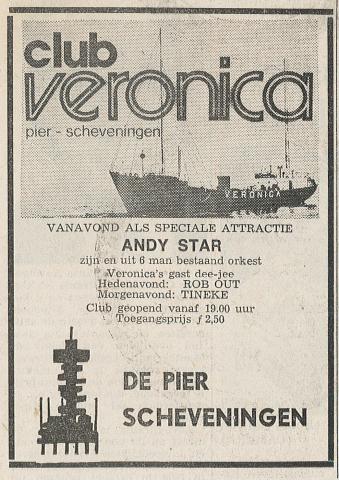 club
veronica
pier - scheveningen
VERONICA
VANAVOND ALS SPECIALE ATTRACTIE
ANDY STAR
zijn en uit 6 man bestaand orkest
Veronica's gast dee-jee
Hedenavond: ROB OUT
Morgenavond: TINEKE
Club geopend vanaf 19.00 uur
Toegangsprijs ƒ 2,50
DE PIER
SCHEVENINGEN